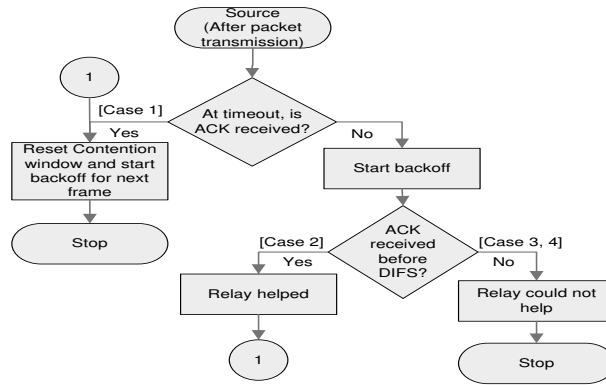 Source
(After packet
transmission)
1
[Case 1]
At timeout, is
ACK received?
Yes
No
Reset Contention
window and start
backoff for next
frame
Start backoff
Stop
ACK
received
before
DIFS?
[Case 2]
[Case 3, 4]
Yes
No
Relay helped
Relay could not
help
1
Stop